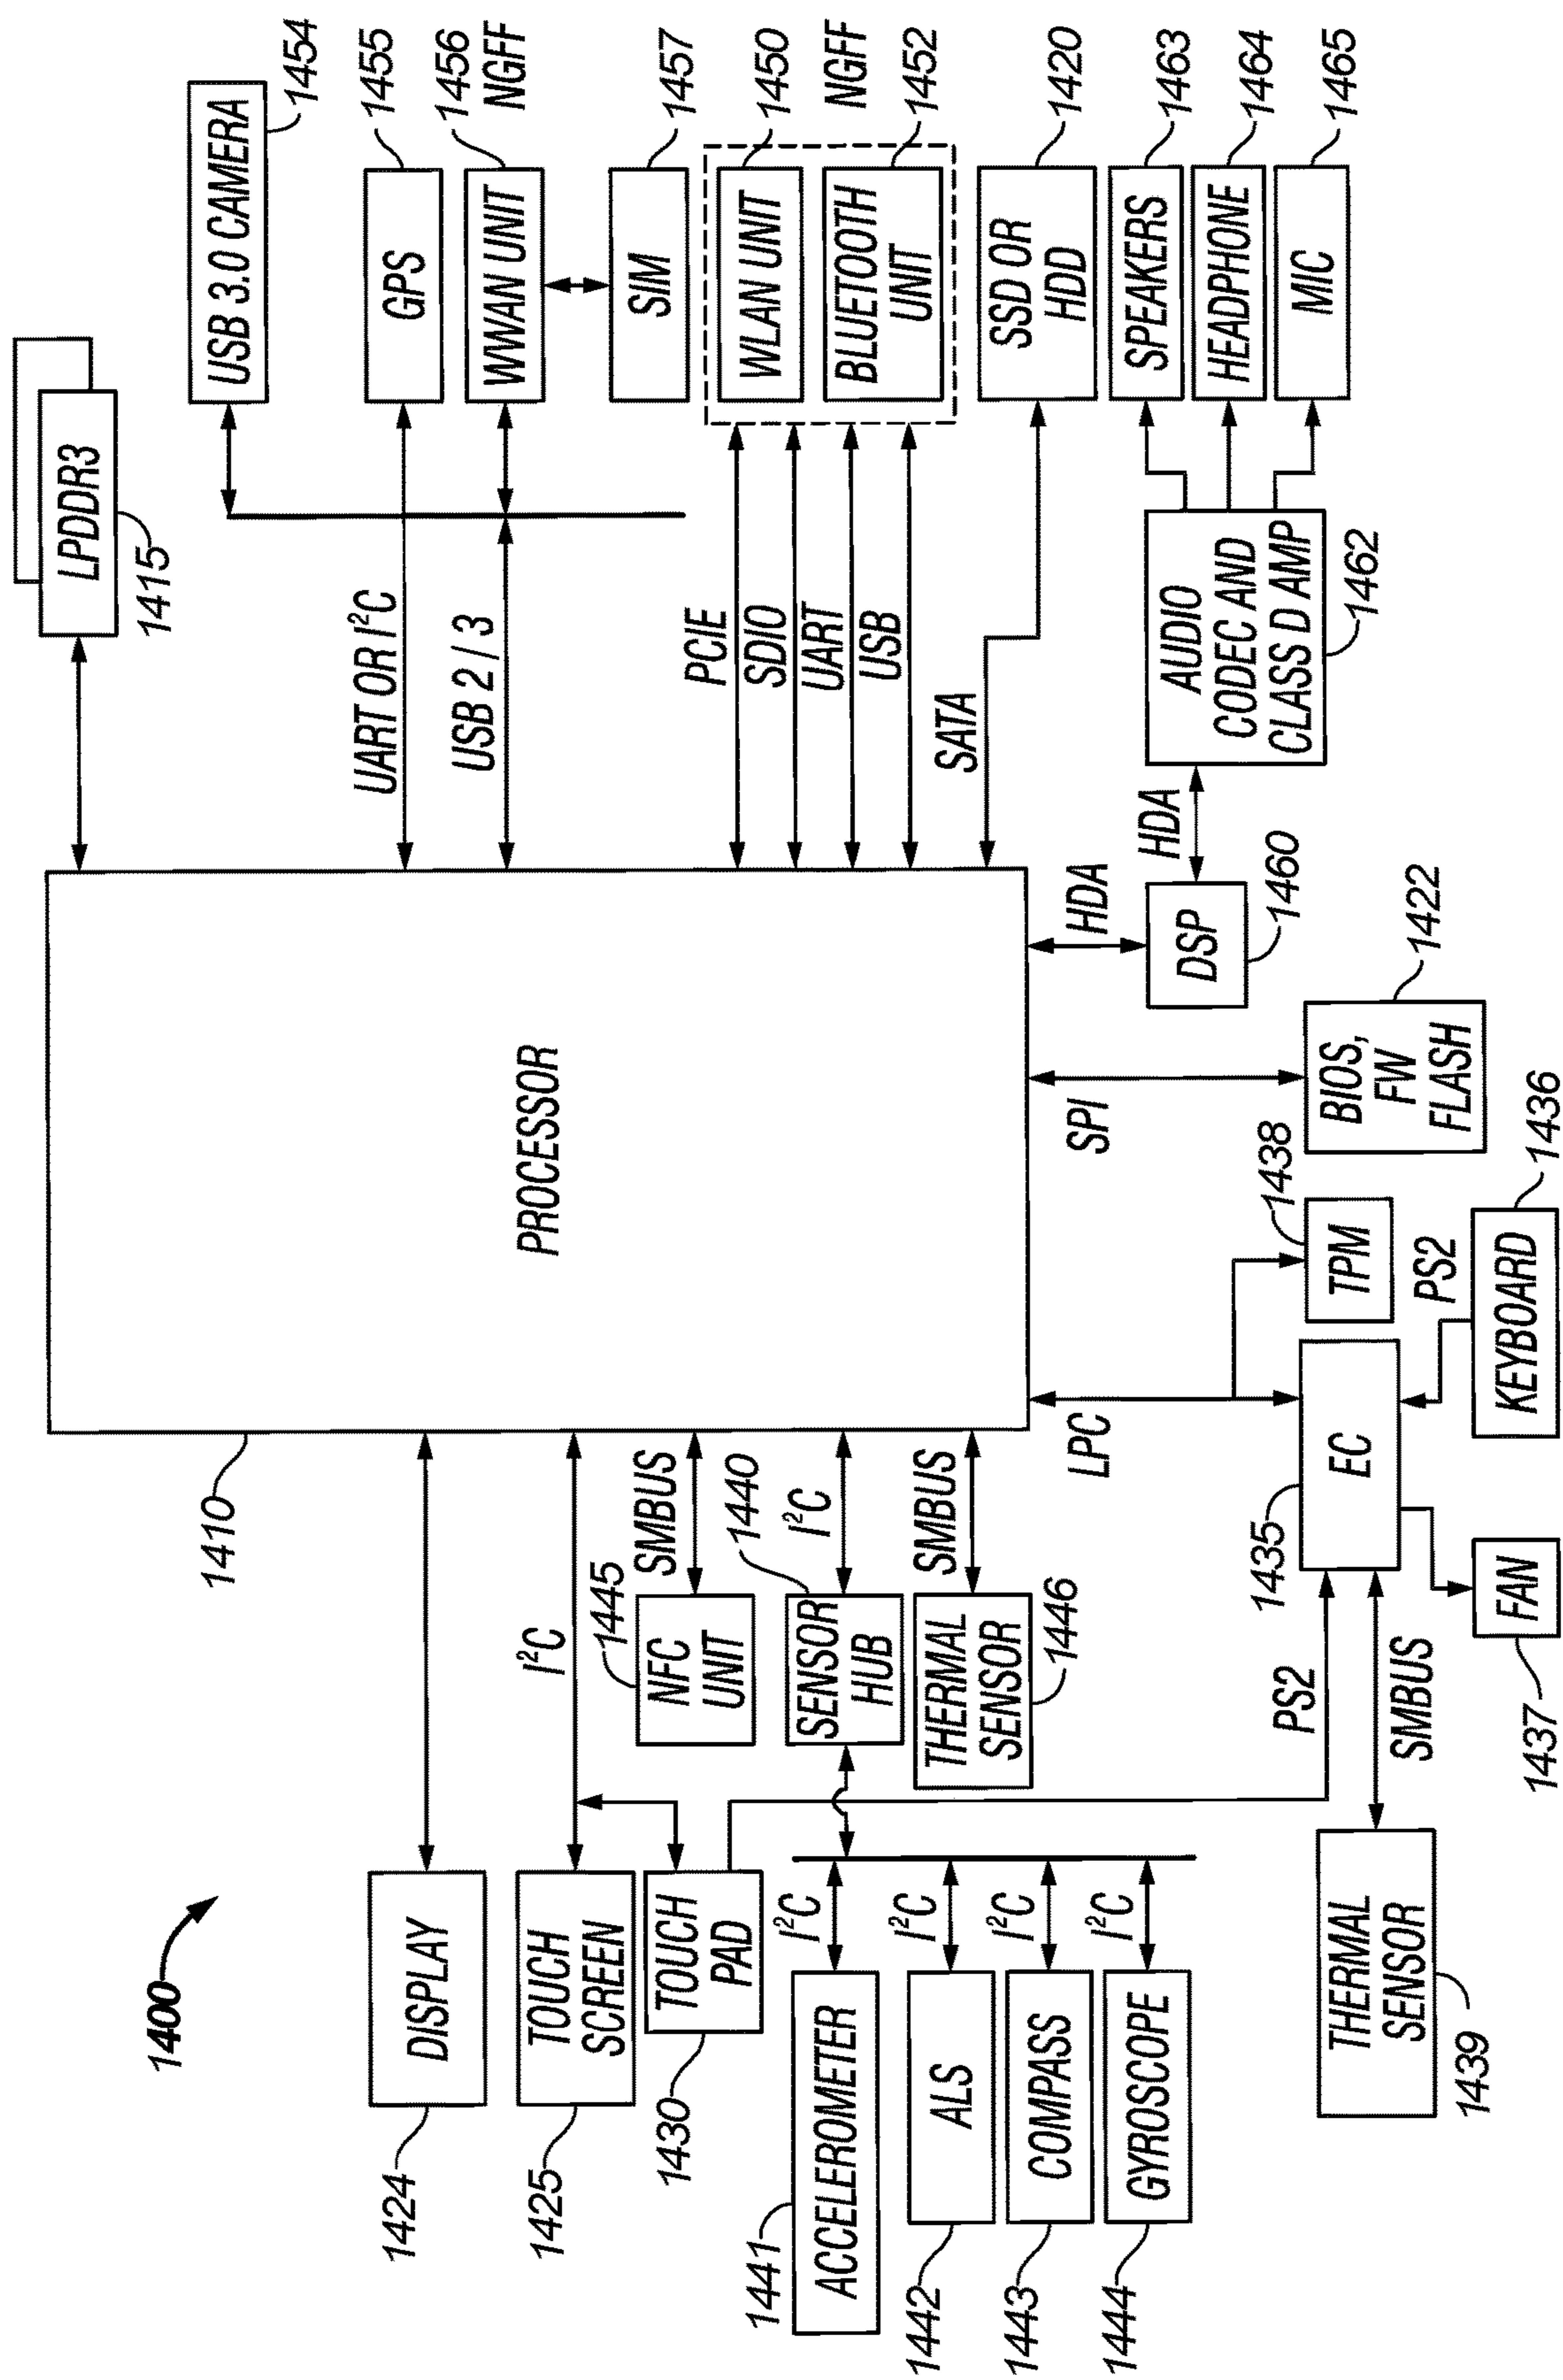 1400
LPDDR3
1415
USB 3.0 CAMERA
1454
GPS
1455
WWAN UNIT
1456
NGFF
SIM
1457
WLAN UNIT
1450
NGFF
BLUETOOTH
UNIT
1452
SSD OR
HDD
1420
SPEAKERS
1463
HEADPHONE
1464
MIC
1465
UART OR I²C
USB 2 / 3
PCIE
SDIO
UART
USB
SATA
AUDIO
CODEC AND
CLASS D AMP
1462
HDA
HDA
DSP
1460
PROCESSOR
1410
SPI
BIOS,
FW
FLASH
1422
LPC
TPM
1438
EC
1435
PS2
KEYBOARD
1436
FAN
1437
PS2
SMBUS
THERMAL
SENSOR
1439
DISPLAY
1424
TOUCH
SCREEN
1425
I²C
TOUCH
PAD
1430
SMBUS
NFC
UNIT
1445
I²C
SENSOR
HUB
1440
SMBUS
THERMAL
SENSOR
1446
I²C
ACCELEROMETER
1441
I²C
ALS
1442
I²C
COMPASS
1443
I²C
GYROSCOPE
1444